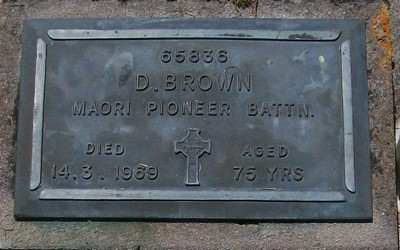 65836
D. BROWN
MAORI PIONEER BATTN.
DIED AGED
14.3.1969 75 YRS